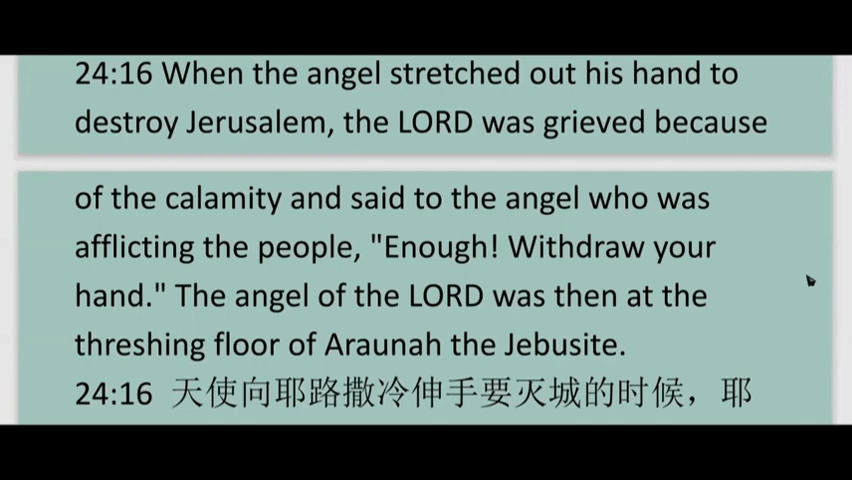 24:16 When the angel stretched out his hand to
destroy Jerusalem, the LORD was grieved because
of the calamity and said to the angel who was
afflicting the people, "Enough! Withdraw your
hand." The angel of the LORD was then at the
threshing floor of Araunah the Jebusite.
24:16 天使向耶路撒冷伸手要灭城的时候，耶